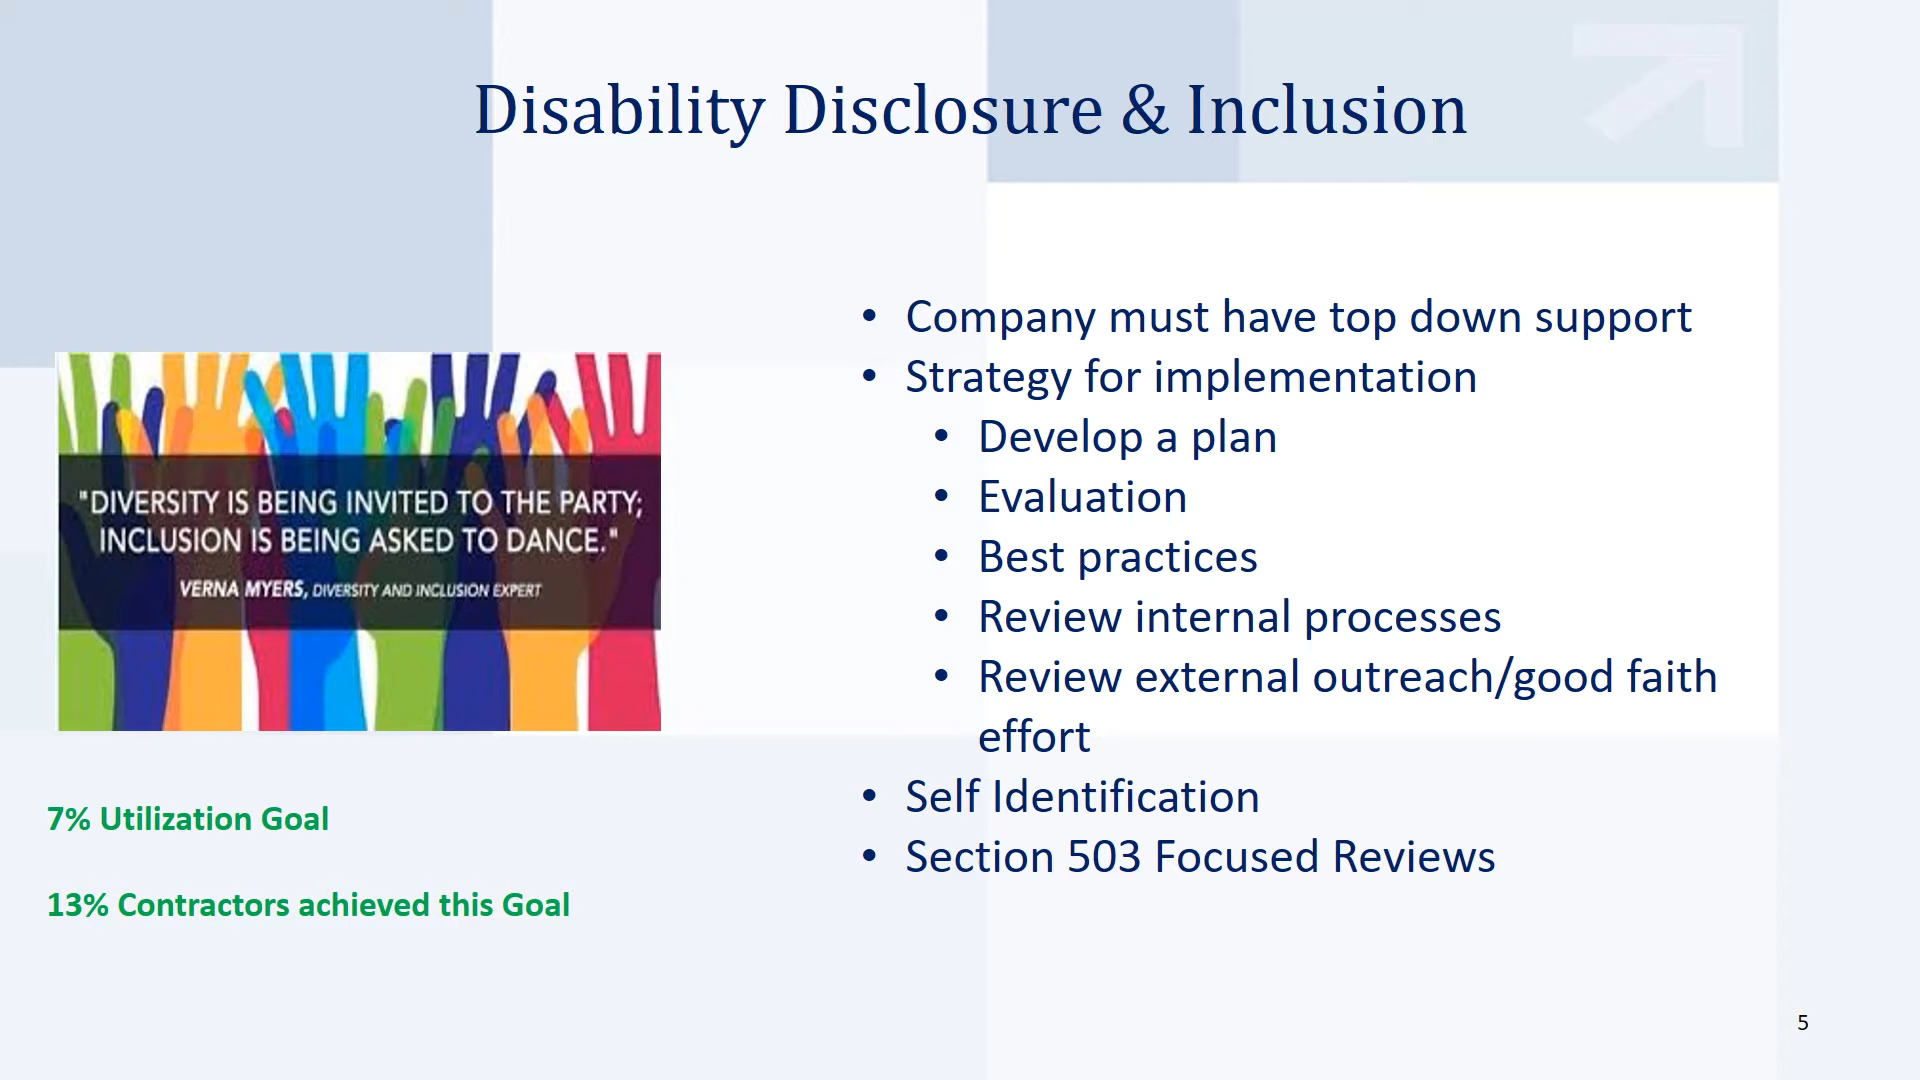 Disability Disclosure & Inclusion
"DIVERSITY IS BEING INVITED TO THE PARTY;
INCLUSION IS BEING ASKED TO DANCE."
VERNA MYERS, DIVERSITY AND INCLUSION EXPERT
7% Utilization Goal
13% Contractors achieved this Goal
• Company must have top down support
• Strategy for implementation
• Develop a plan
• Evaluation
• Best practices
• Review internal processes
• Review external outreach/good faith
effort
• Self Identification
• Section 503 Focused Reviews
5